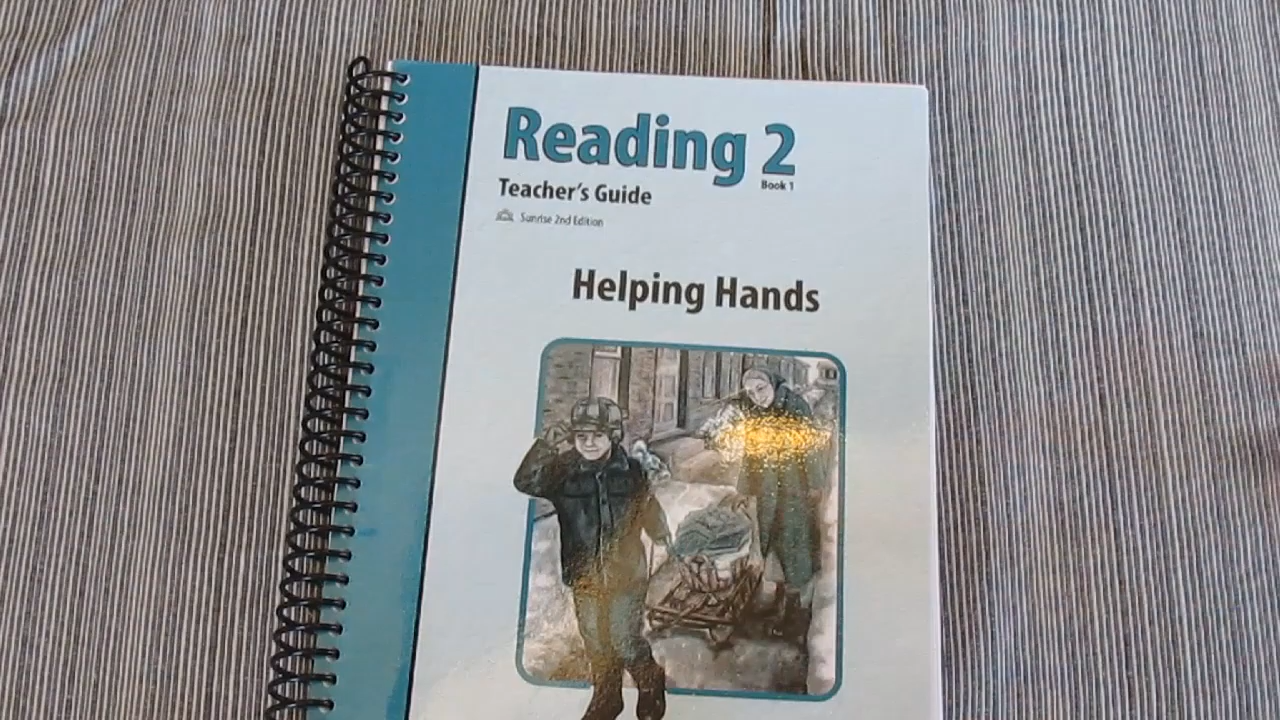 Reading 2
Book 1
Teacher's Guide
Sunrise 2nd Edition
Helping Hands